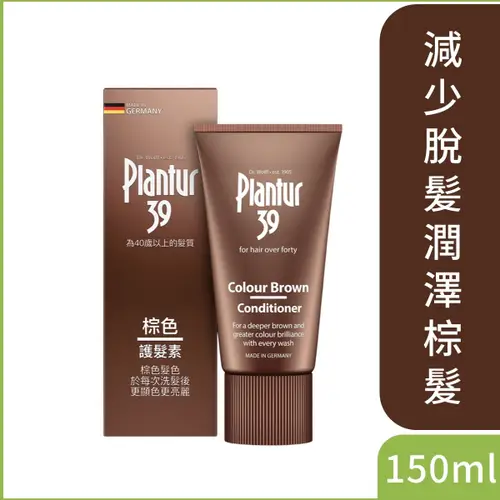 MADE IN
GERMANY
Plantur
39
為40歲以上的髮質
棕色
護髮素
棕色髮色
於每次洗髮後
更顯色更亮麗
Plantur
39
for hair over forty
Colour Brown
Conditioner
For a deeper brown and
greater colour brilliance
with every wash
MADE IN GERMANY
減少脫髮潤澤棕髮
150ml